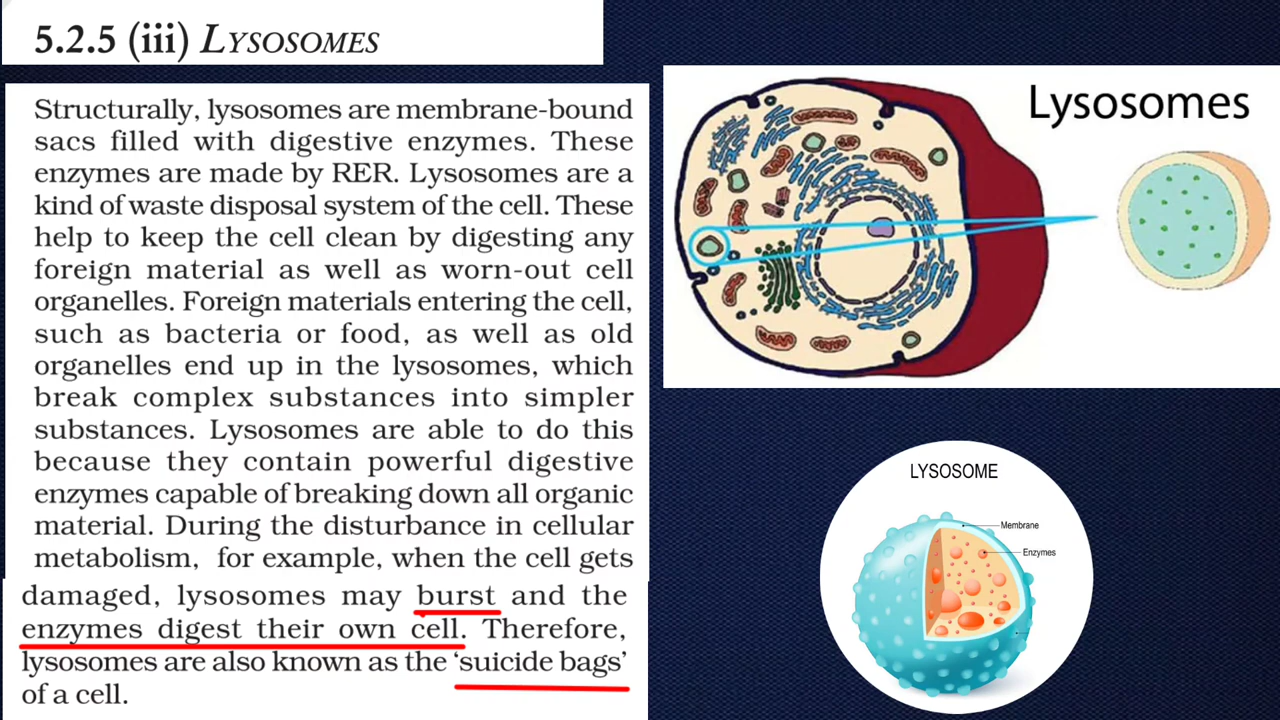 5.2.5 (iii) LYSOSOMES
Structurally, lysosomes are membrane-bound
sacs filled with digestive enzymes. These
enzymes are made by RER. Lysosomes are a
kind of waste disposal system of the cell. These
help to keep the cell clean by digesting any
foreign material as well as worn-out cell
organelles. Foreign materials entering the cell,
such as bacteria or food, as well as old
organelles end up in the lysosomes, which
break complex substances into simpler
substances. Lysosomes are able to do this
because they contain powerful digestive
enzymes capable of breaking down all organic
material. During the disturbance in cellular
metabolism, for example, when the cell gets
damaged, lysosomes may burst and the
enzymes digest their own cell. Therefore,
lysosomes are also known as the ‘suicide bags’
of a cell.
Lysosomes
LYSOSOME
Membrane
Enzymes